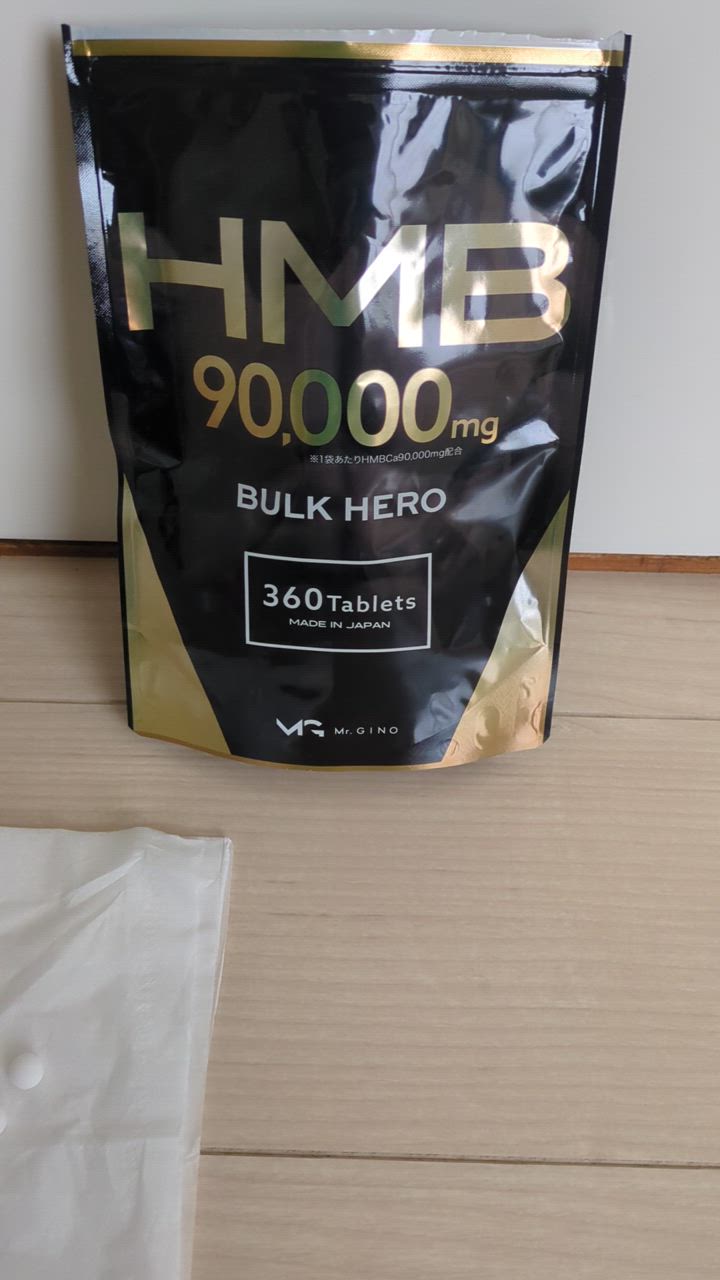 HMB
90,000mg
※1袋あたりHMBCa90,000mg配合
BULK HERO
360Tablets
MADE IN JAPAN
MG Mr.GINO